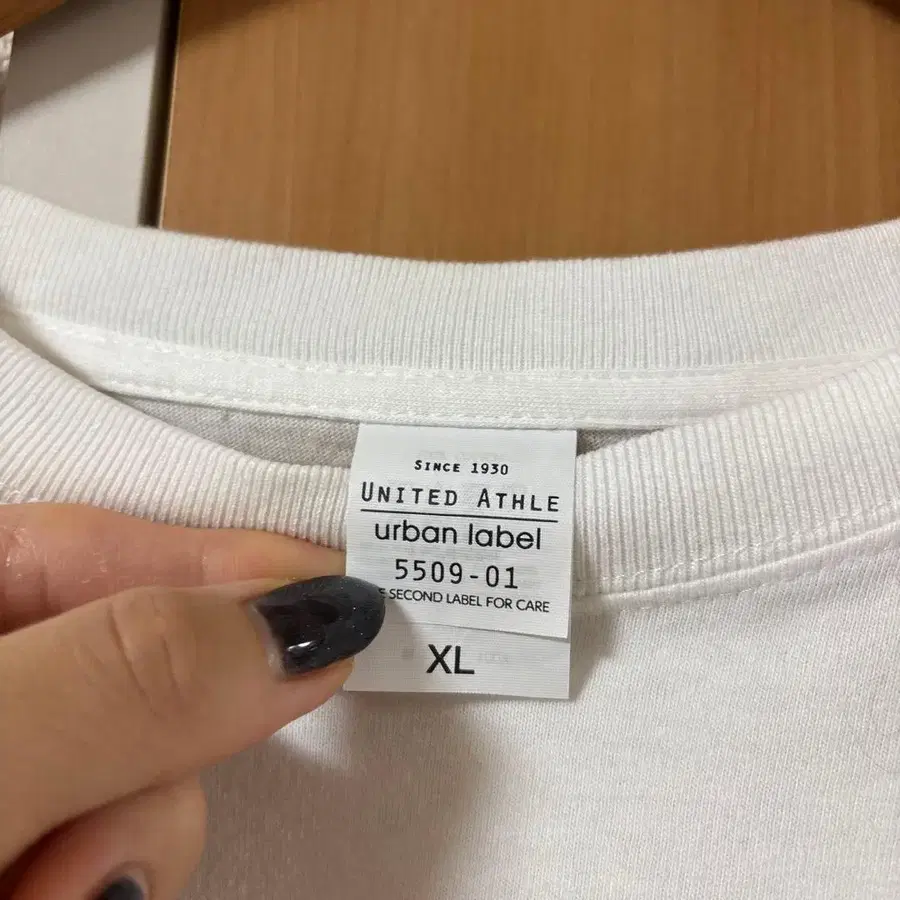 SINCE 1930
UNITED ATHLE
urban label
5509-01
SECOND LABEL FOR CARE
XL